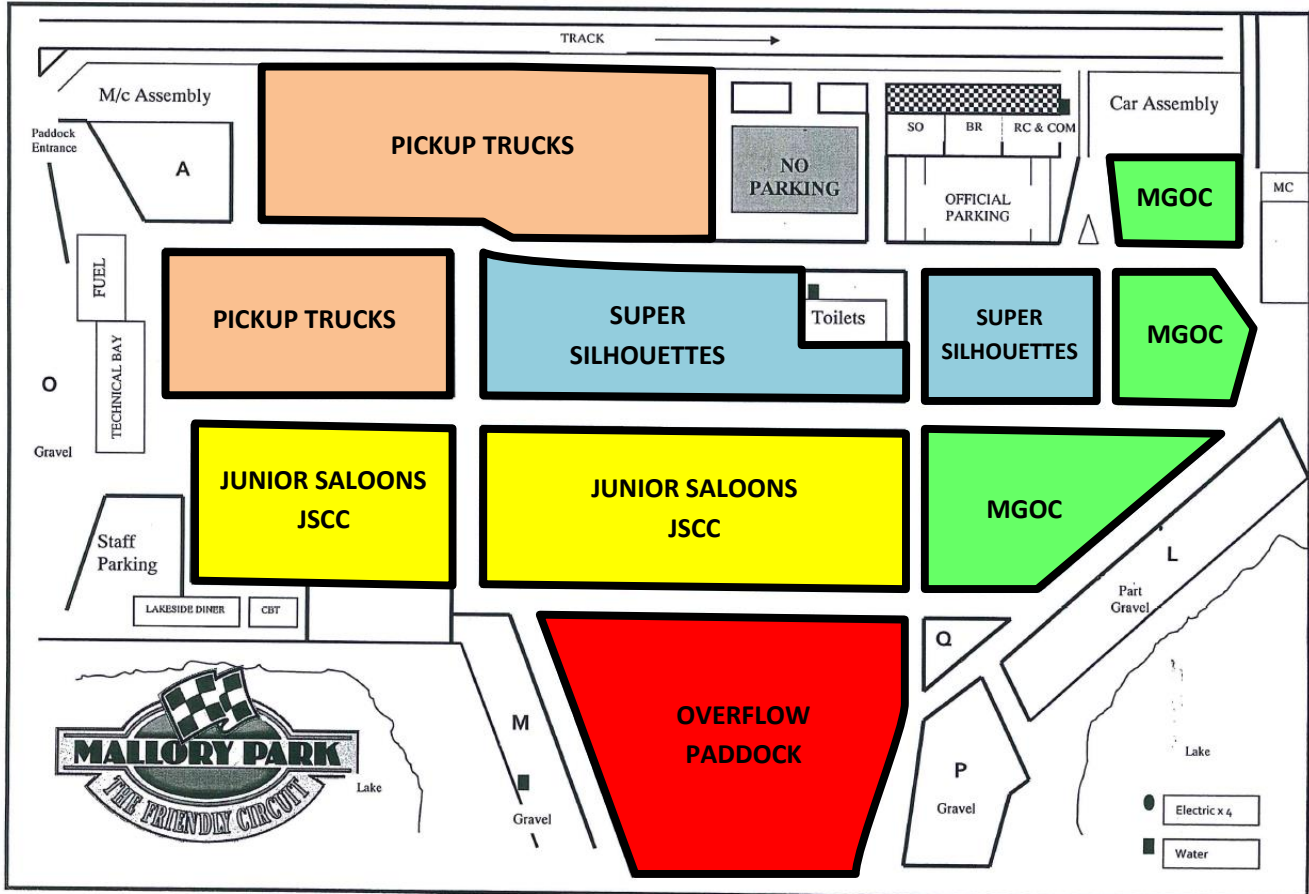 TRACK
M/c Assembly
Paddock
Entrance
A
PICKUP TRUCKS
NO
PARKING
SO
BR
RC & COM
OFFICIAL
PARKING
Car Assembly
MGOC
MC
FUEL
TECHNICAL BAY
O
Gravel
PICKUP TRUCKS
SUPER
SILHOUETTES
Toilets
SUPER
SILHOUETTES
MGOC
JUNIOR SALOONS
JSCC
JUNIOR SALOONS
JSCC
MGOC
Staff
Parking
LAKESIDE DINER
CBT
L
Part
Gravel
Q
M
Gravel
OVERFLOW
PADDOCK
P
Gravel
Lake
MALLORY PARK
THE FRIENDLY CIRCUIT
Lake
Electric x 4
Water